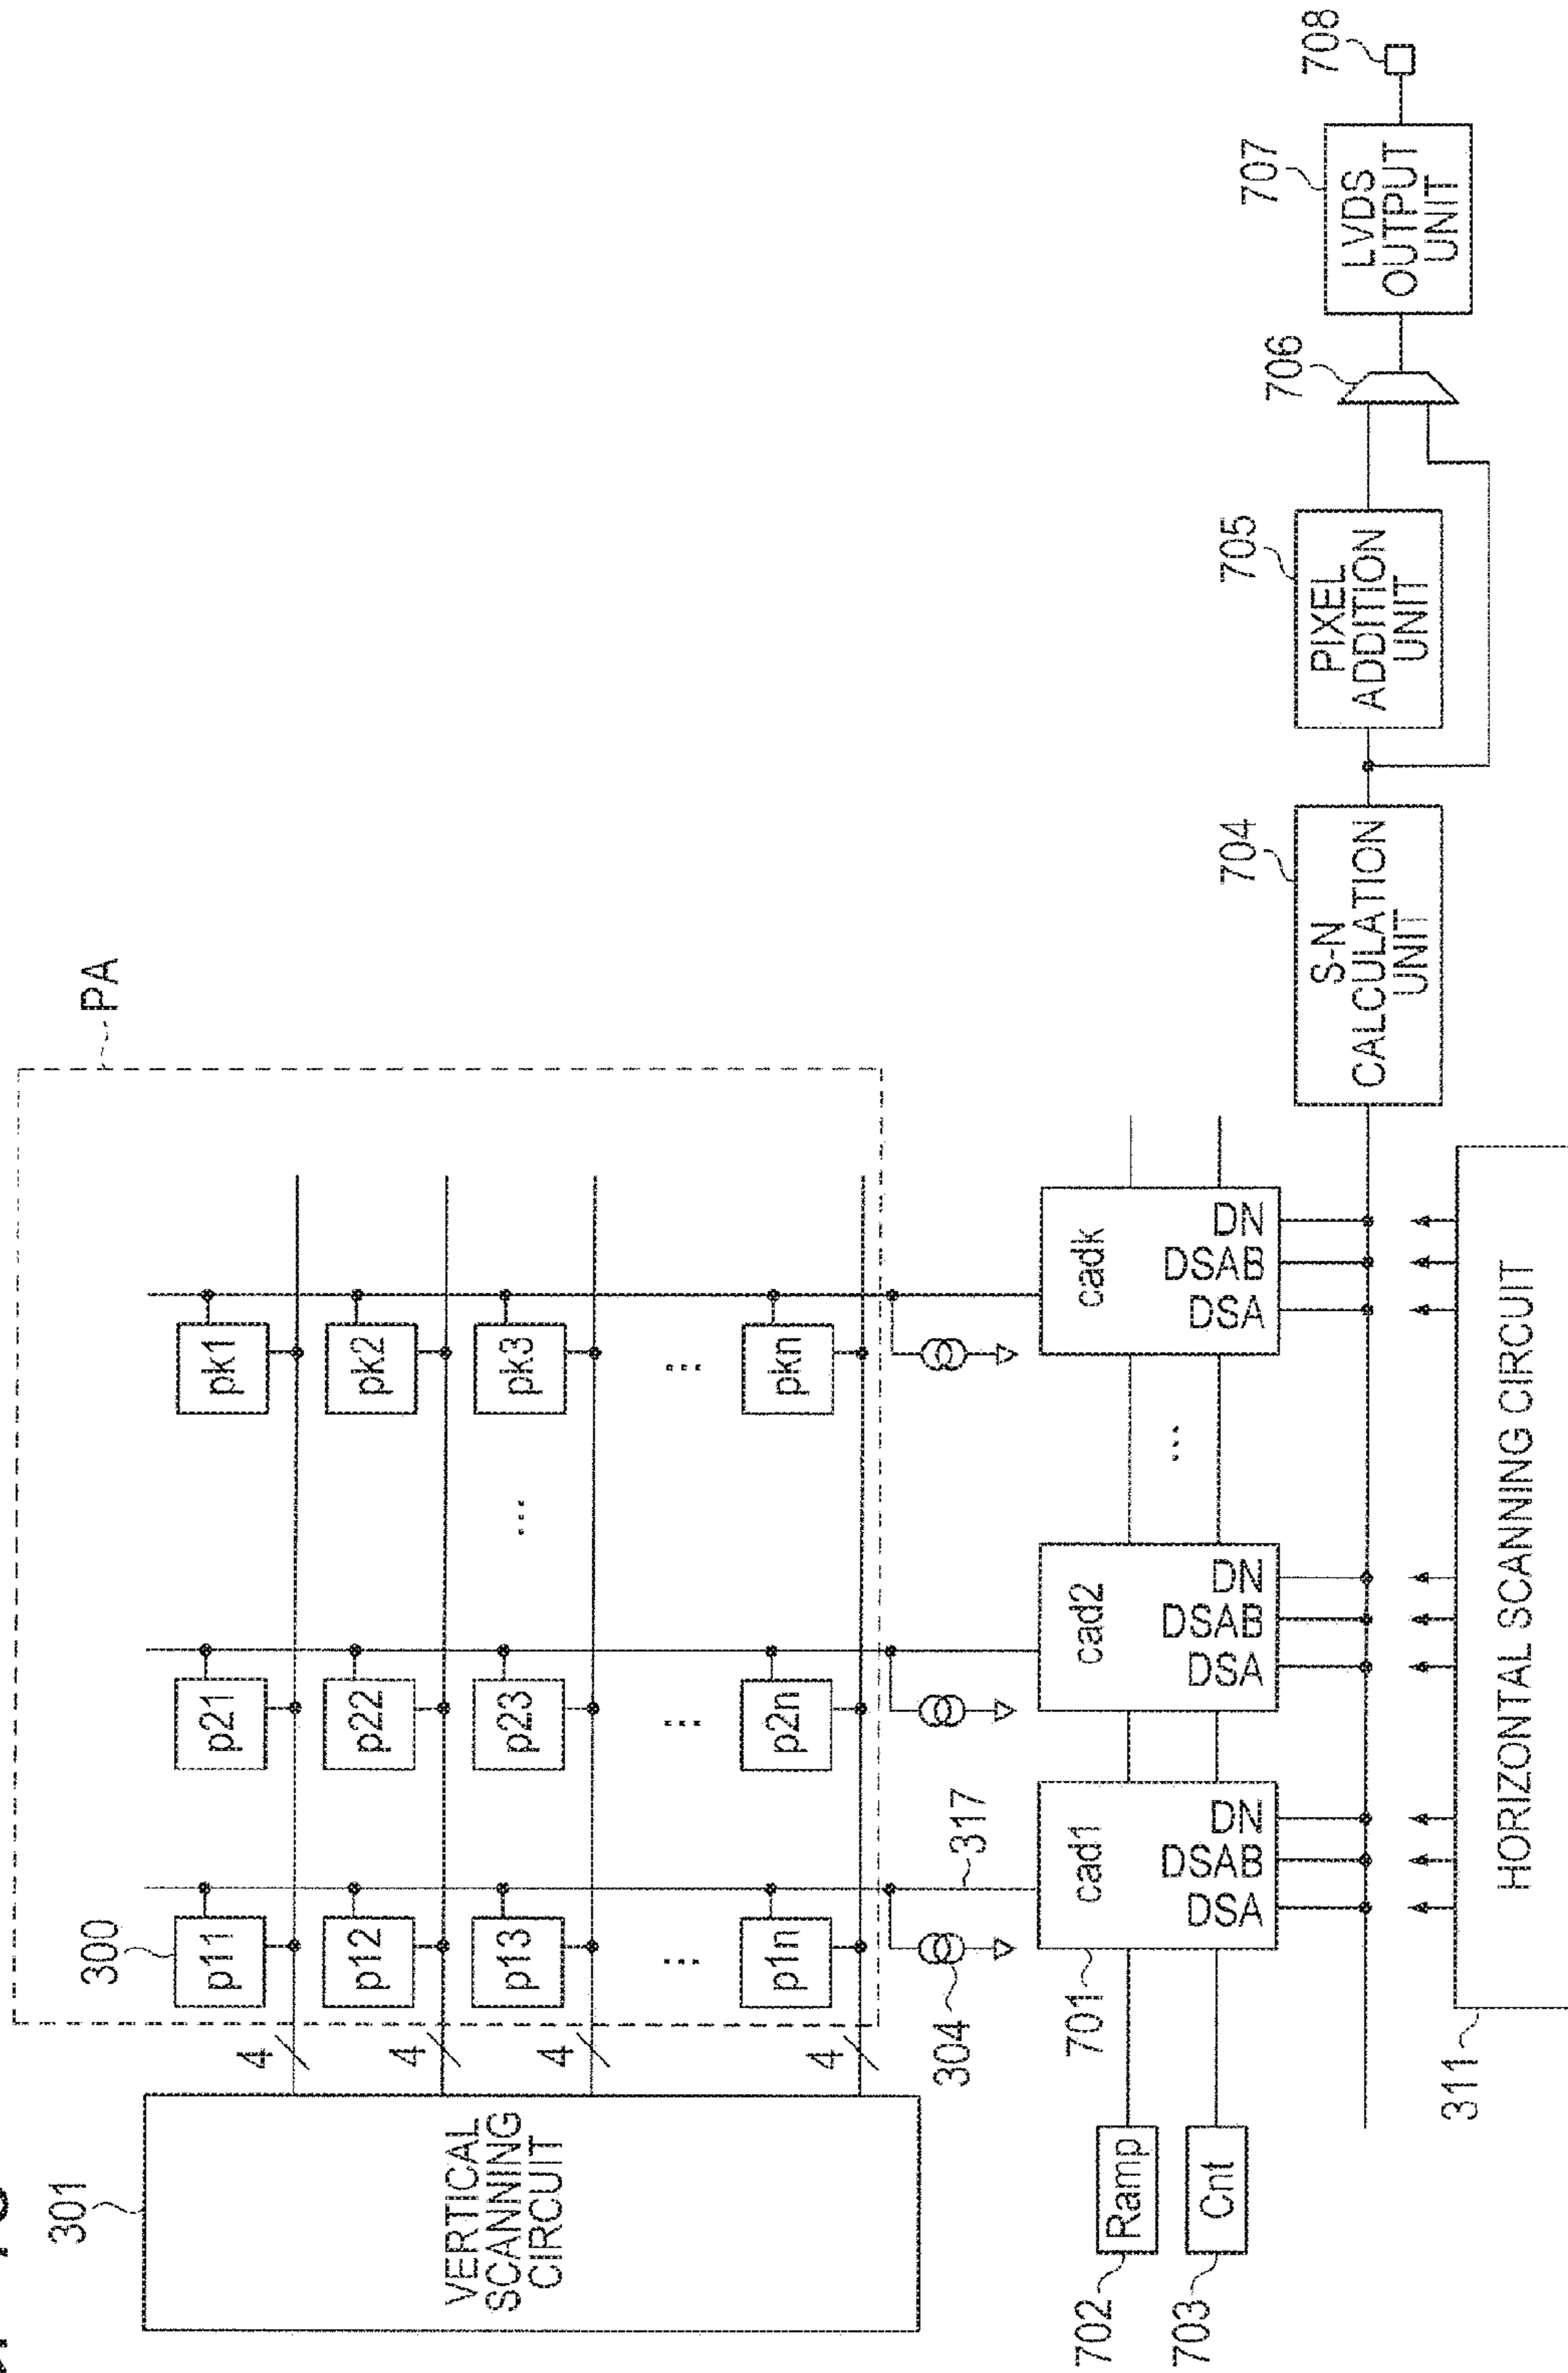 301
VERTICAL
SCANNING
CIRCUIT
PA
300
4
4
4
4
p11
p12
p13
...
p1n
p21
p22
p23
...
p2n
...
pk1
pk2
pk3
...
pkn
304
317
702
Ramp
703
Cnt
701
cad1
DSA
DSAB
DN
cad2
DSA
DSAB
DN
...
cadk
DSA
DSAB
DN
311
HORIZONTAL SCANNING CIRCUIT
704
S-N
CALCULATION
UNIT
705
PIXEL
ADDITION
UNIT
706
707
LVDS
OUTPUT
UNIT
708